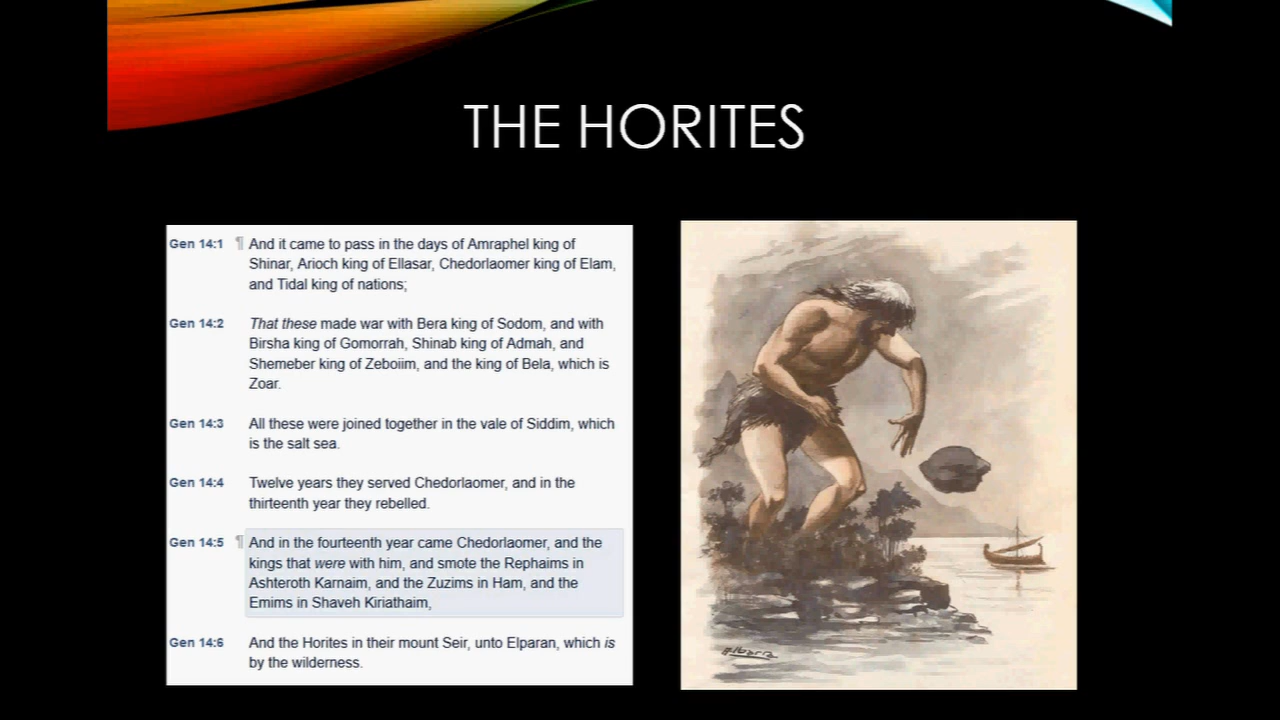 THE HORITES
Gen 14:1 ¶ And it came to pass in the days of Amraphel king of
Shinar, Arioch king of Ellasar, Chedorlaomer king of Elam,
and Tidal king of nations;
Gen 14:2 That these made war with Bera king of Sodom, and with
Birsha king of Gomorrah, Shinab king of Admah, and
Shemeber king of Zeboiim, and the king of Bela, which is
Zoar.
Gen 14:3 All these were joined together in the vale of Siddim, which
is the salt sea.
Gen 14:4 Twelve years they served Chedorlaomer, and in the
thirteenth year they rebelled.
Gen 14:5 ¶ And in the fourteenth year came Chedorlaomer, and the
kings that were with him, and smote the Rephaims in
Ashteroth Karnaim, and the Zuzims in Ham, and the
Emims in Shaveh Kiriathaim,
Gen 14:6 And the Horites in their mount Seir, unto Elparan, which is
by the wilderness.